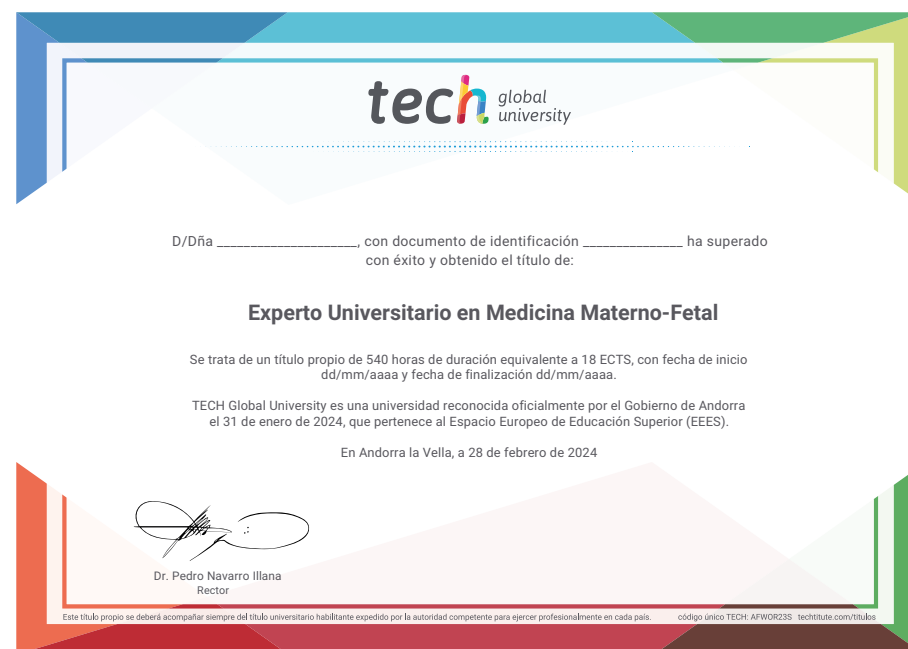 tech global university
D/Dña _____________________, con documento de identificación _______________ ha superado
con éxito y obtenido el título de:
Experto Universitario en Medicina Materno-Fetal
Se trata de un título propio de 540 horas de duración equivalente a 18 ECTS, con fecha de inicio
dd/mm/aaaa y fecha de finalización dd/mm/aaaa.
TECH Global University es una universidad reconocida oficialmente por el Gobierno de Andorra
el 31 de enero de 2024, que pertenece al Espacio Europeo de Educación Superior (EEES).
En Andorra la Vella, a 28 de febrero de 2024
Dr. Pedro Navarro Illana
Rector
Este título propio se deberá acompañar siempre del título universitario habilitante expedido por la autoridad competente para ejercer profesionalmente en cada país. código único TECH: AFWOR23S techtitute.com/titulos